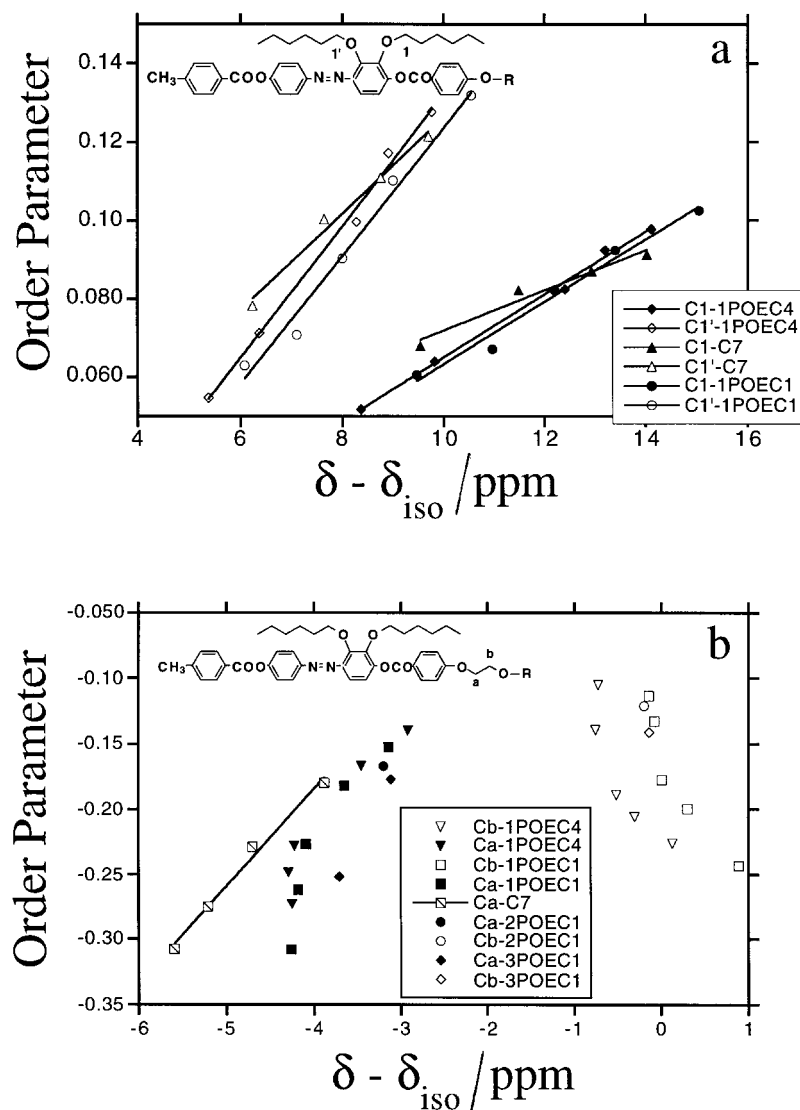 a
Order Parameter
0.14
0.12
0.10
0.080
0.060
O O
1' 1
CH₃ COO N=N OCO O–R
C1-1POEC4
C1'-1POEC4
C1-C7
C1'-C7
C1-1POEC1
C1'-1POEC1
4 6 8 10 12 14 16
δ - δiso /ppm
b
Order Parameter
-0.050
-0.10
-0.15
-0.20
-0.25
-0.30
-0.35
O O
CH₃ COO N=N OCO O O–R
a b
Cb-1POEC4
Ca-1POEC4
Cb-1POEC1
Ca-1POEC1
Ca-C7
Ca-2POEC1
Cb-2POEC1
Ca-3POEC1
Cb-3POEC1
-6 -5 -4 -3 -2 -1 0 1
δ - δiso /ppm